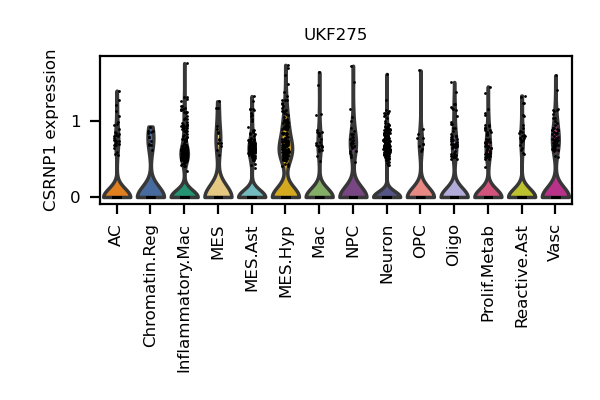 UKF275
CSRNP1 expression
1
0
AC
Chromatin.Reg
Inflammatory.Mac
MES
MES.Ast
MES.Hyp
Mac
NPC
Neuron
OPC
Oligo
Prolif.Metab
Reactive.Ast
Vasc